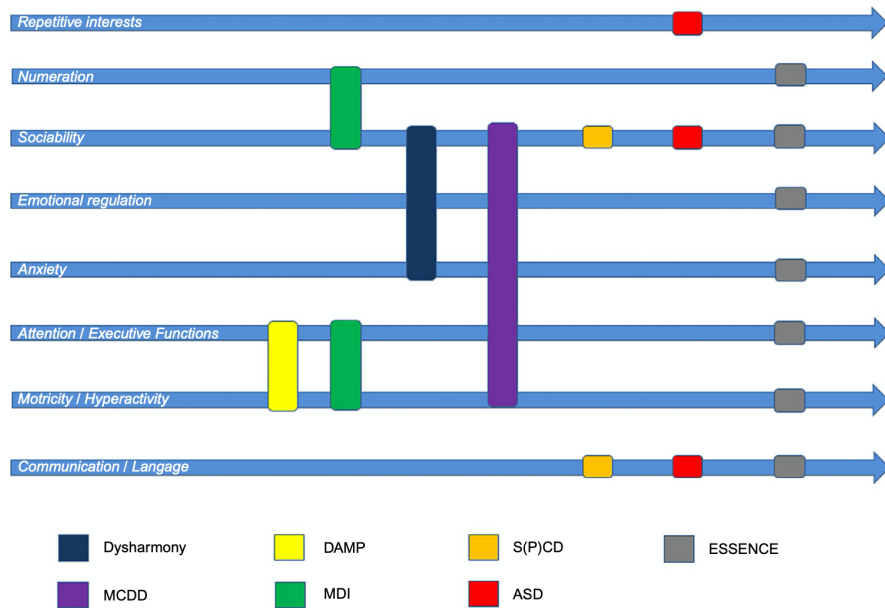 Repetitive interests
Numeration
Sociability
Emotional regulation
Anxiety
Attention / Executive Functions
Motricity / Hyperactivity
Communication / Langage
Dysharmony
DAMP
S(P)CD
ESSENCE
MCDD
MDI
ASD